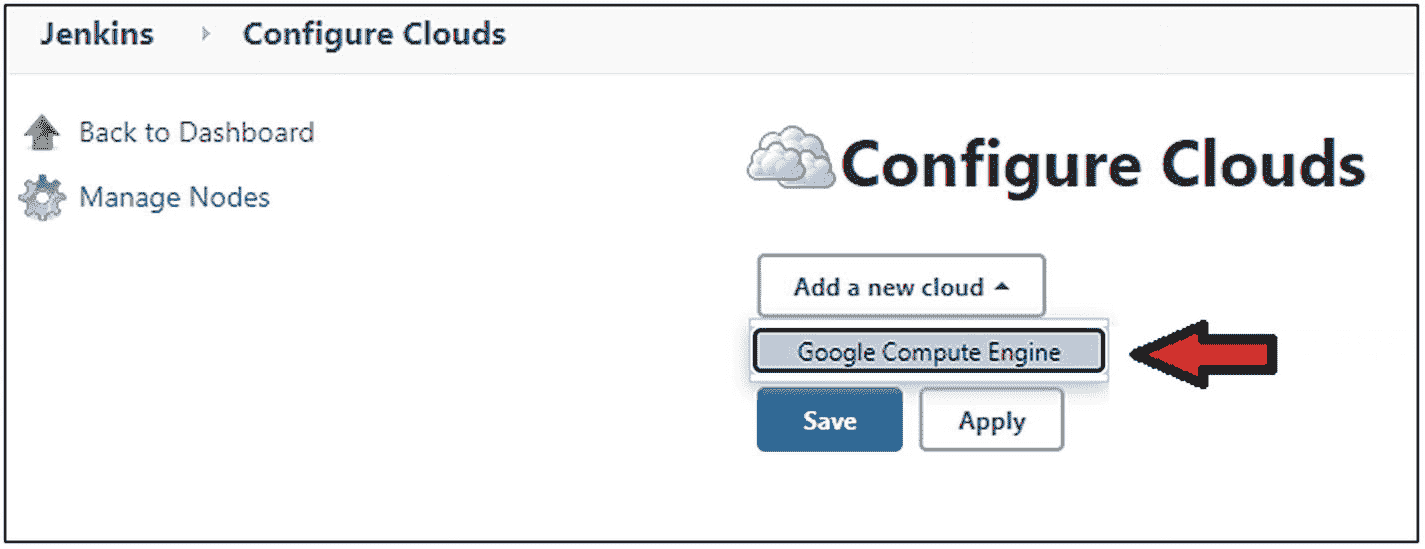 Jenkins Configure Clouds
Back to Dashboard
Manage Nodes
Configure Clouds
Add a new cloud
Google Compute Engine
Save Apply